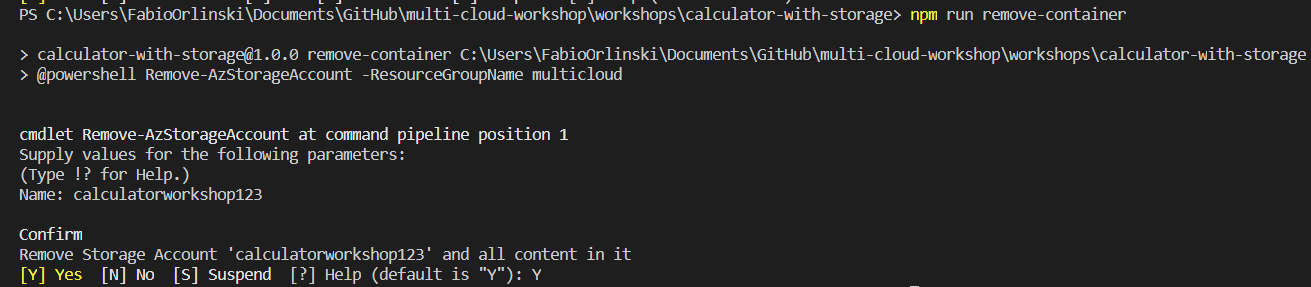 PS C:\Users\FabioOrlinski\Documents\GitHub\multi-cloud-workshop\workshops\calculator-with-storage> npm run remove-container
> calculator-with-storage@1.0.0 remove-container C:\Users\FabioOrlinski\Documents\GitHub\multi-cloud-workshop\workshops\calculator-with-storage
> @powershell Remove-AzStorageAccount -ResourceGroupName multicloud
cmdlet Remove-AzStorageAccount at command pipeline position 1
Supply values for the following parameters:
(Type !? for Help.)
Name: calculatorworkshop123
Confirm
Remove Storage Account 'calculatorworkshop123' and all content in it
[Y] Yes  [N] No  [S] Suspend  [?] Help (default is "Y"): Y